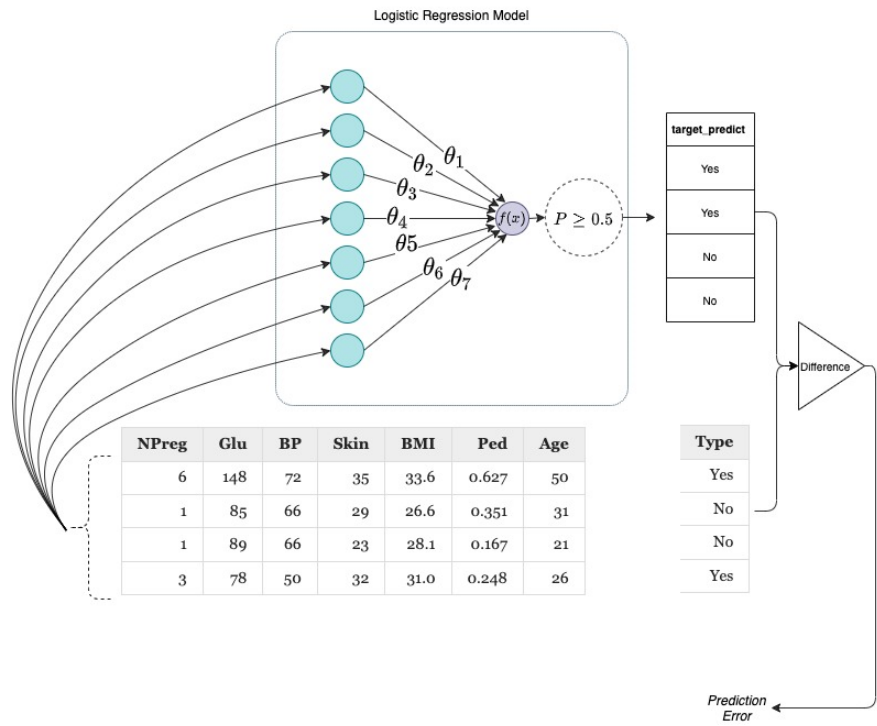 Logistic Regression Model
θ1
θ2
θ3
θ4
θ5
θ6
θ7
f(x)
P ≥ 0.5
target_predict
Yes
Yes
No
No
Difference
NPreg Glu BP Skin BMI Ped Age
6 148 72 35 33.6 0.627 50
1 85 66 29 26.6 0.351 31
1 89 66 23 28.1 0.167 21
3 78 50 32 31.0 0.248 26
Type
Yes
No
No
Yes
Prediction
Error